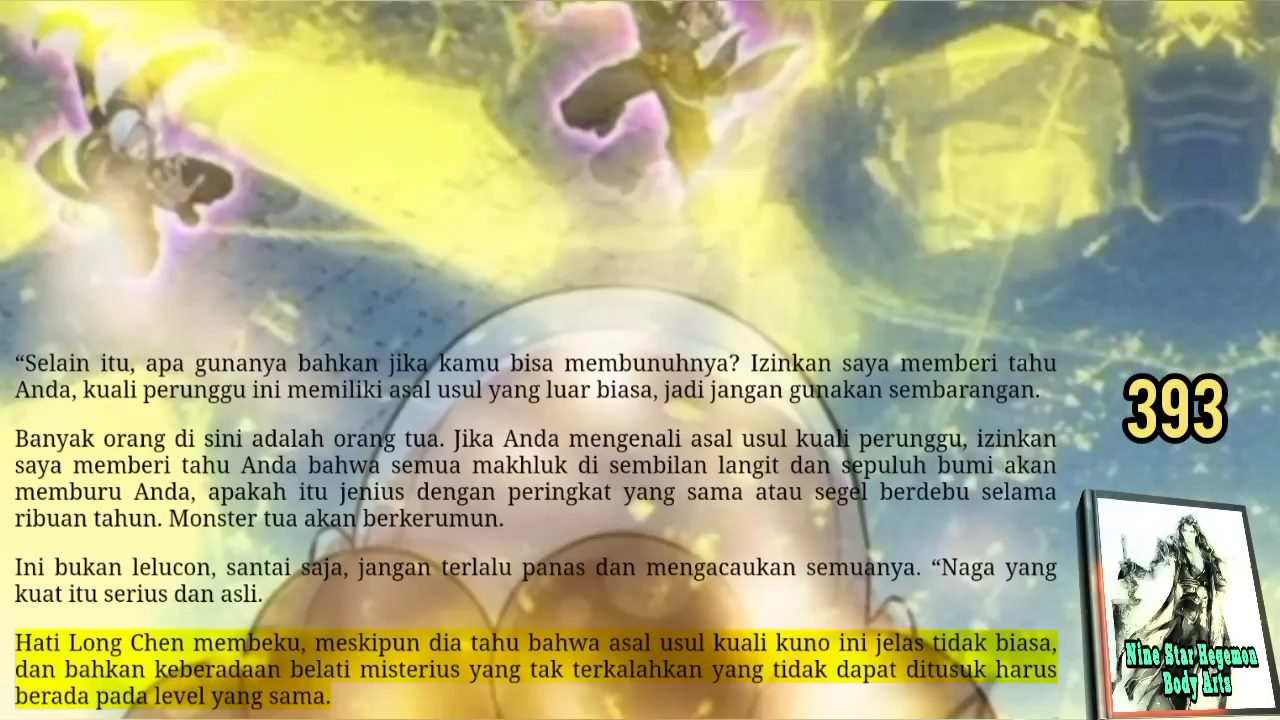 “Selain itu, apa gunanya bahkan jika kamu bisa membunuhnya? Izinkan saya memberi tahu
Anda, kuali perunggu ini memiliki asal usul yang luar biasa, jadi jangan gunakan sembarangan.
Banyak orang di sini adalah orang tua. Jika Anda mengenali asal usul kuali perunggu, izinkan
saya memberi tahu Anda bahwa semua makhluk di sembilan langit dan sepuluh bumi akan
memburu Anda, apakah itu jenius dengan peringkat yang sama atau segel berdebu selama
ribuan tahun. Monster tua akan berkerumun.
Ini bukan lelucon, santai saja, jangan terlalu panas dan mengacaukan semuanya. “Naga yang
kuat itu serius dan asli.
Hati Long Chen membeku, meskipun dia tahu bahwa asal usul kuali kuno ini jelas tidak biasa,
dan bahkan keberadaan belati misterius yang tak terkalahkan yang tidak dapat ditusuk harus
berada pada level yang sama.
393
Nine Star Hegemon
Body Arts